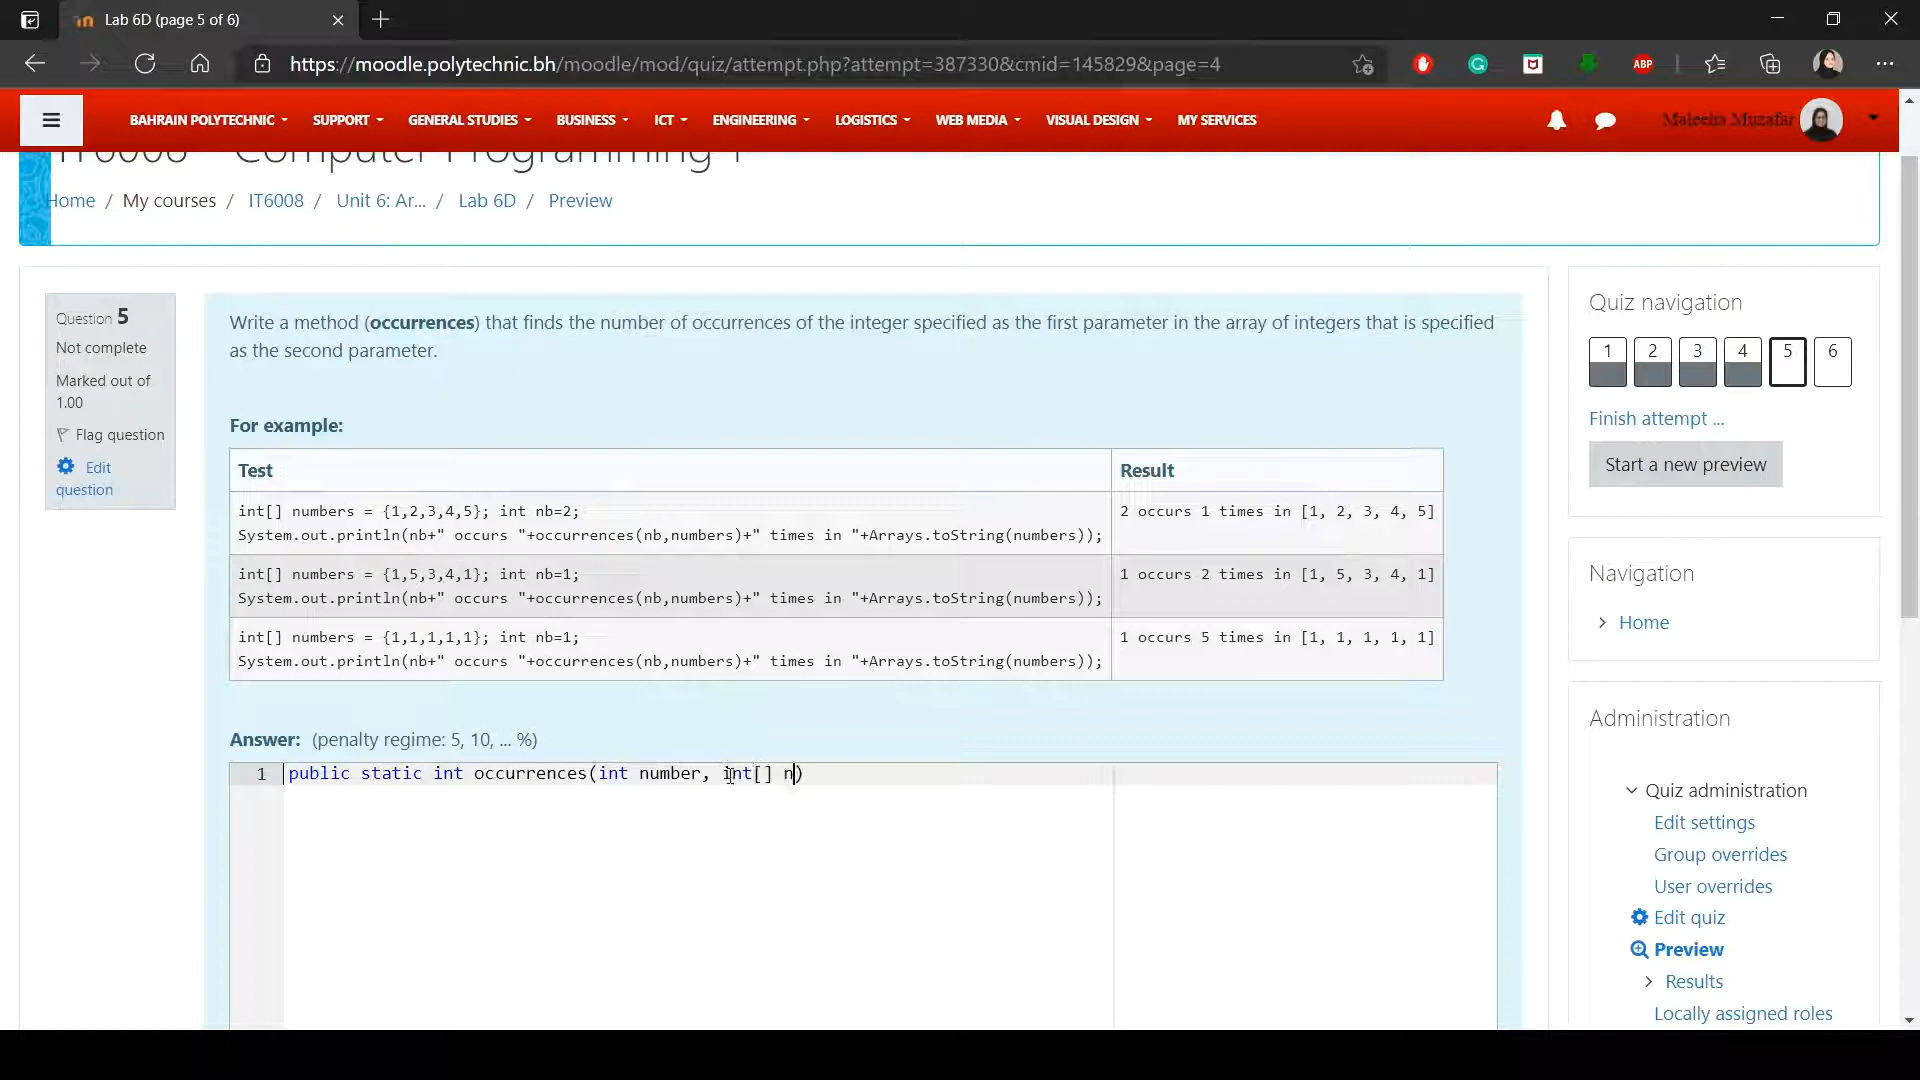 Lab 6D (page 5 of 6)
https://moodle.polytechnic.bh/moodle/mod/quiz/attempt.php?attempt=387330&cmid=145829&page=4
ABP
BAHRAIN POLYTECHNIC SUPPORT GENERAL STUDIES BUSINESS ICT ENGINEERING LOGISTICS WEB MEDIA VISUAL DESIGN MY SERVICES Maleeha Muzafar
IT6008 - Computer Programming 1
Home / My courses / IT6008 / Unit 6: Ar... / Lab 6D / Preview
Question 5
Not complete
Marked out of
1.00
Flag question
Edit
question
Write a method (occurrences) that finds the number of occurrences of the integer specified as the first parameter in the array of integers that is specified
as the second parameter.
For example:
Test Result
int[] numbers = {1,2,3,4,5}; int nb=2;
System.out.println(nb+" occurs "+occurrences(nb,numbers)+" times in "+Arrays.toString(numbers));
2 occurs 1 times in [1, 2, 3, 4, 5]
int[] numbers = {1,5,3,4,1}; int nb=1;
System.out.println(nb+" occurs "+occurrences(nb,numbers)+" times in "+Arrays.toString(numbers));
1 occurs 2 times in [1, 5, 3, 4, 1]
int[] numbers = {1,1,1,1,1}; int nb=1;
System.out.println(nb+" occurs "+occurrences(nb,numbers)+" times in "+Arrays.toString(numbers));
1 occurs 5 times in [1, 1, 1, 1, 1]
Answer: (penalty regime: 5, 10, ... %)
1 public static int occurrences(int number, int[] n)
Quiz navigation
1 2 3 4 5 6
Finish attempt ...
Start a new preview
Navigation
Home
Administration
Quiz administration
Edit settings
Group overrides
User overrides
Edit quiz
Preview
Results
Locally assigned roles